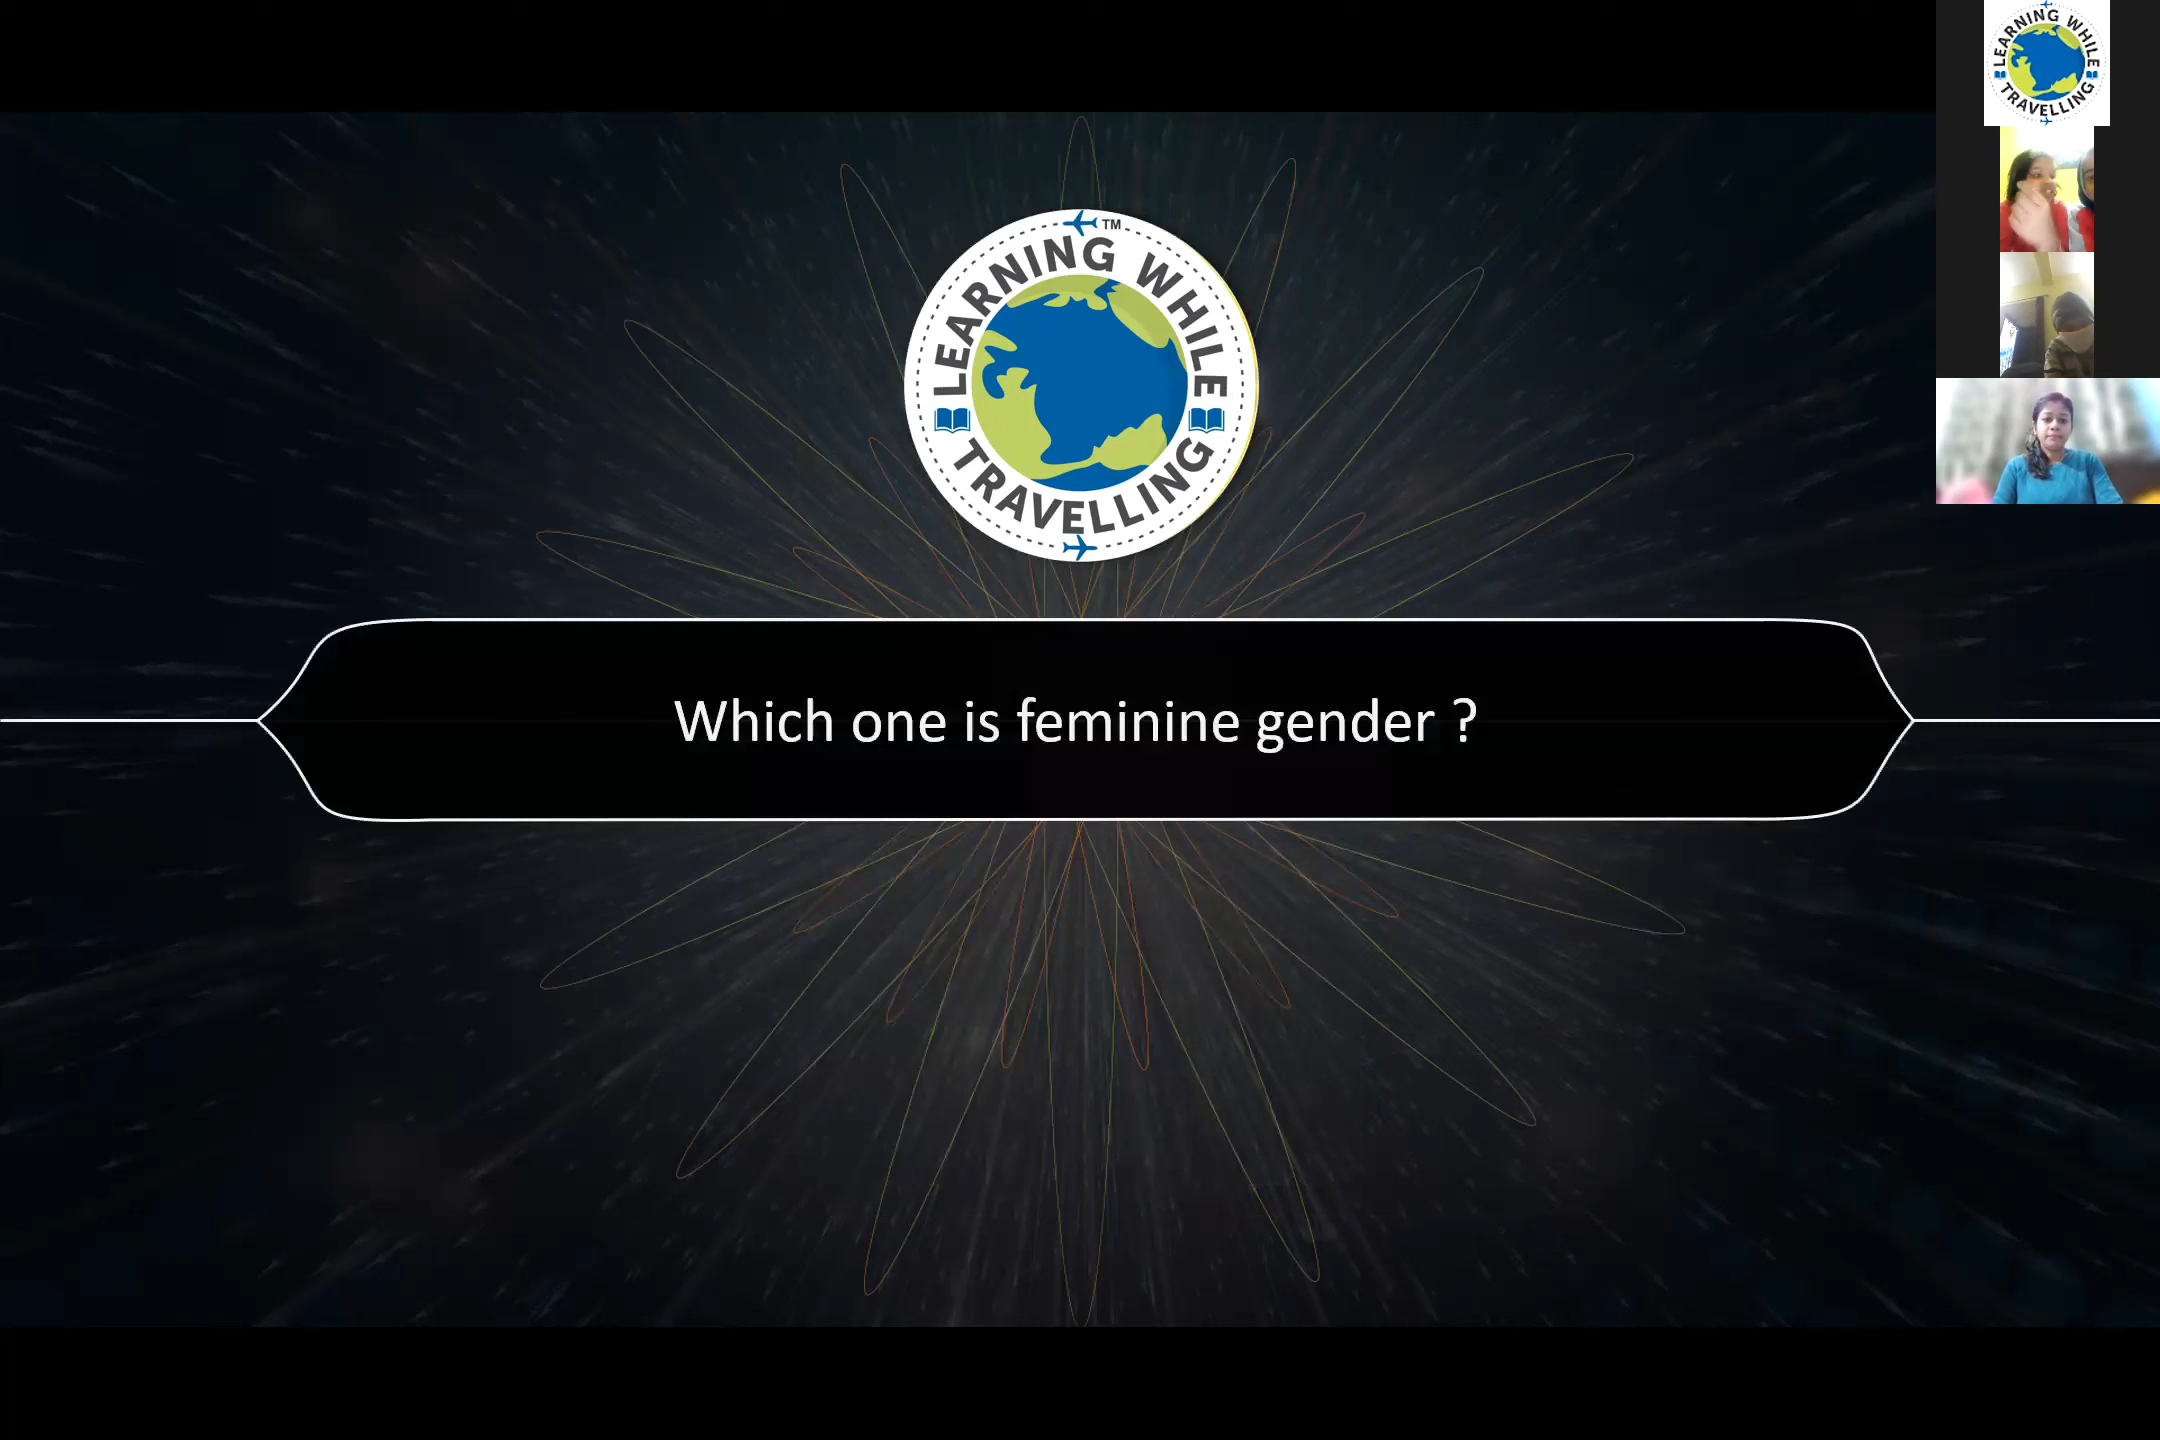 LEARNING WHILE
TRAVELLING
TM
LEARNING WHILE
TRAVELLING
Which one is feminine gender ?